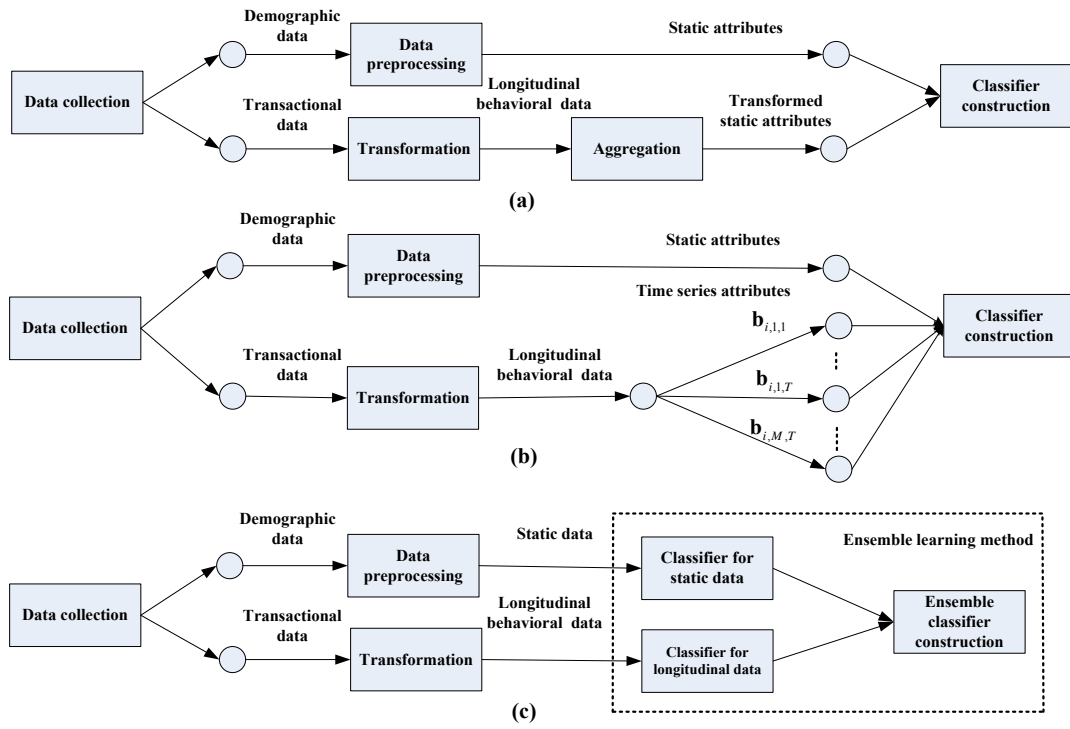 Demographic
data
Static attributes
Data
preprocessing
Data collection
Longitudinal
behavioral data
Classifier
construction
Transactional
data
Transformed
static attributes
Transformation
Aggregation
(a)
Demographic
data
Static attributes
Data
preprocessing
Time series attributes
Data collection
Classifier
construction
b i,1,1
Transactional
data
Longitudinal
behavioral data
b i,1,T
Transformation
b i,M,T
(b)
Demographic
data
Static data
Ensemble learning method
Data
preprocessing
Classifier for
static data
Data collection
Ensemble
classifier
construction
Transactional
data
Longitudinal
behavioral data
Transformation
Classifier for
longitudinal data
(c)